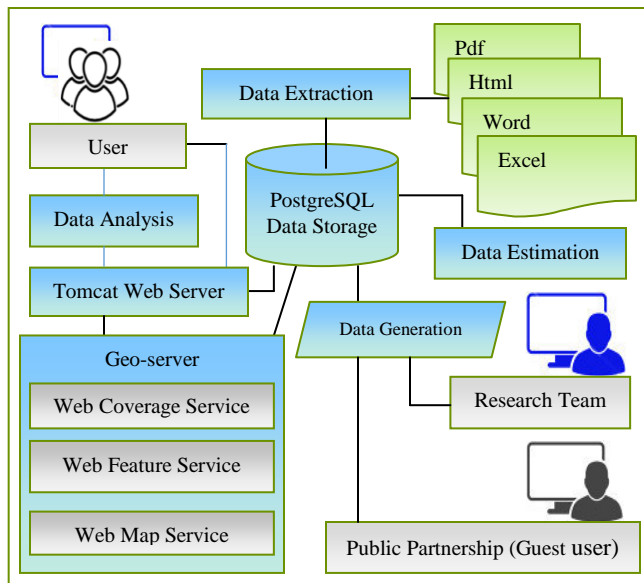 Pdf
Html
Word
Excel
Data Extraction
User
PostgreSQL
Data Storage
Data Analysis
Data Estimation
Tomcat Web Server
Data Generation
Geo-server
Web Coverage Service
Web Feature Service
Web Map Service
Research Team
Public Partnership (Guest user)